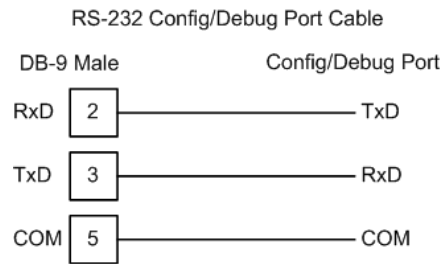 RS-232 Config/Debug Port Cable
DB-9 Male Config/Debug Port
RxD 2 TxD
TxD 3 RxD
COM 5 COM